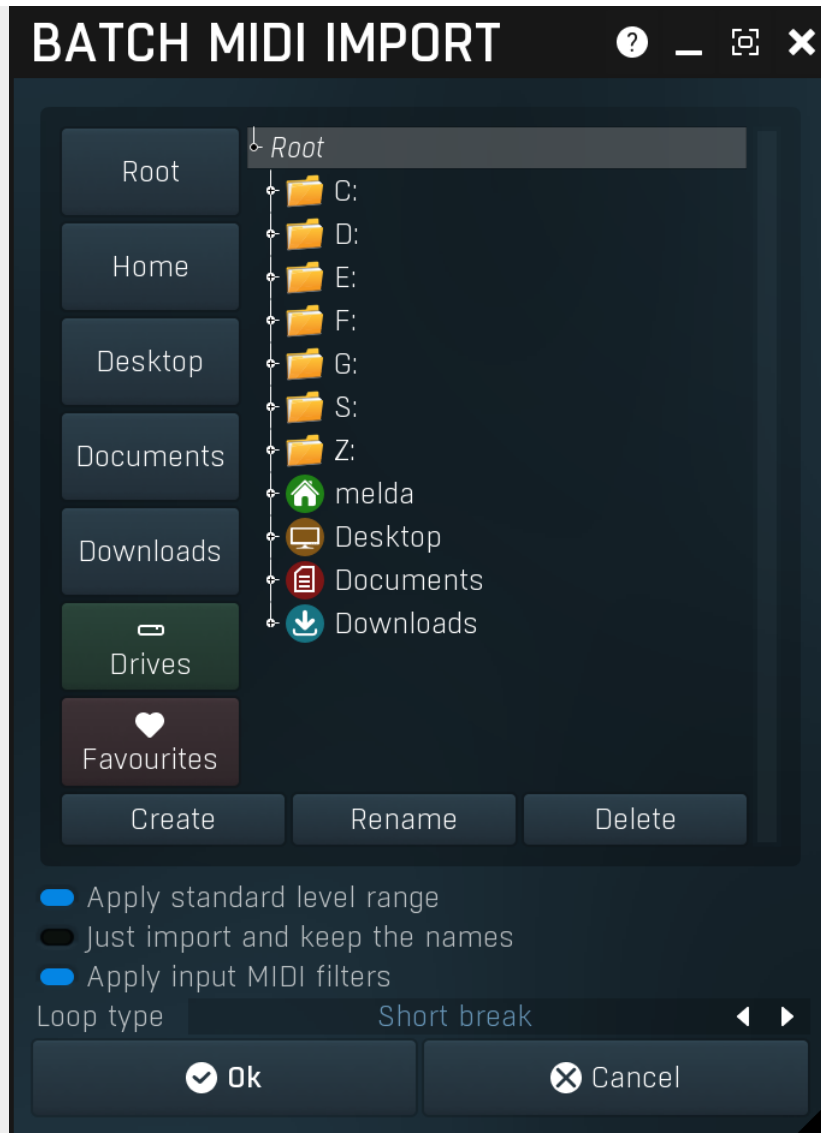 BATCH MIDI IMPORT
?
Root
Home
Desktop
Documents
Downloads
Drives
Favourites
Root
C:
D:
E:
F:
G:
S:
Z:
melda
Desktop
Documents
Downloads
Create Rename Delete
Apply standard level range
Just import and keep the names
Apply input MIDI filters
Loop type Short break
Ok Cancel